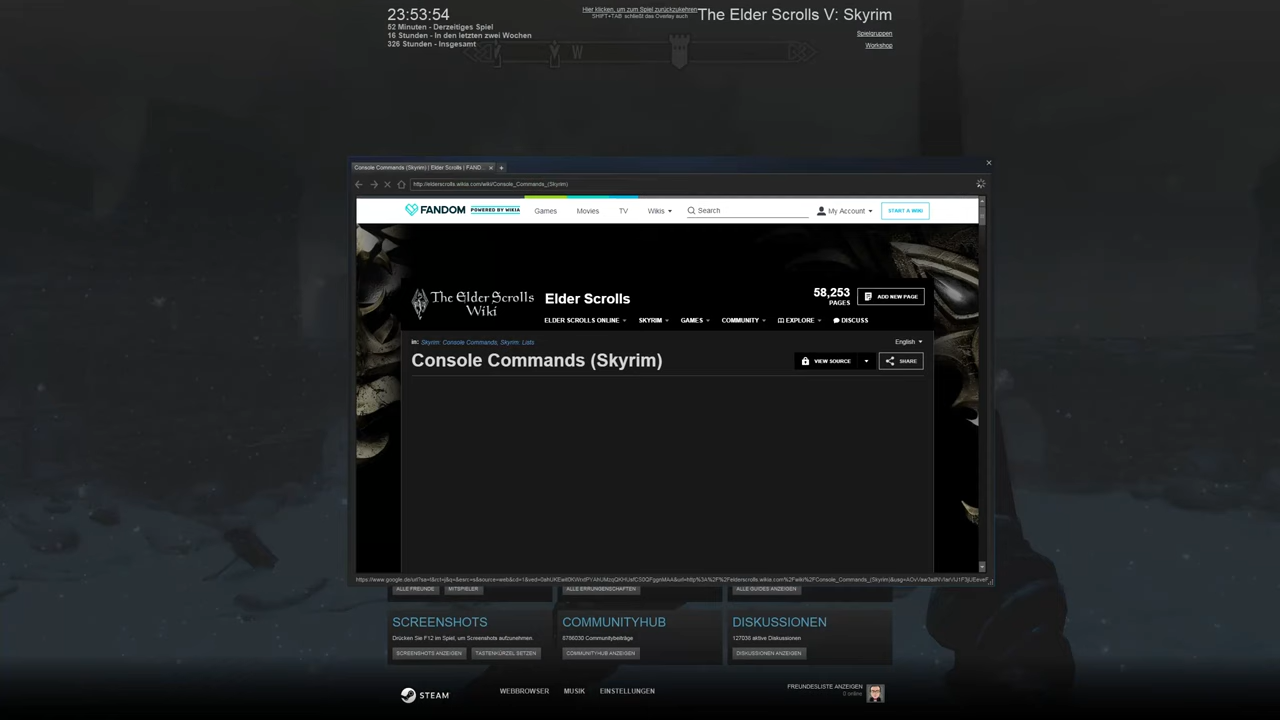 23:53:54
52 Minuten - Derzeitiges Spiel
16 Stunden - In den letzten zwei Wochen
326 Stunden - Insgesamt
Hier klicken, um zum Spiel zurückzukehren
SHIFT+TAB schließt das Overlay auch
The Elder Scrolls V: Skyrim
Spielgruppen
Workshop
W
Console Commands (Skyrim) | Elder Scrolls | FAND...
http://elderscrolls.wikia.com/wiki/Console_Commands_(Skyrim)
FANDOM POWERED BY WIKIA Games Movies TV Wikis Search My Account START A WIKI
The Elder Scrolls
Wiki
Elder Scrolls
58,253
PAGES
ADD NEW PAGE
ELDER SCROLLS ONLINE SKYRIM GAMES COMMUNITY EXPLORE DISCUSS
in: Skyrim: Console Commands, Skyrim: Lists
English
Console Commands (Skyrim)
VIEW SOURCE SHARE
ALLE FREUNDE MITSPIELER ALLE ERRUNGENSCHAFTEN ALLE GUIDES ANZEIGEN
SCREENSHOTS
Drücken Sie F12 im Spiel, um Screenshots aufzunehmen.
SCREENSHOTS ANZEIGEN TASTENKÜRZEL SETZEN
COMMUNITYHUB
6786030 Communitybeiträge
COMMUNITYHUB ANZEIGEN
DISKUSSIONEN
127030 aktive Diskussionen
DISKUSSIONEN ANZEIGEN
STEAM
WEBBROWSER MUSIK EINSTELLUNGEN
FREUNDESLISTE ANZEIGEN
0 online